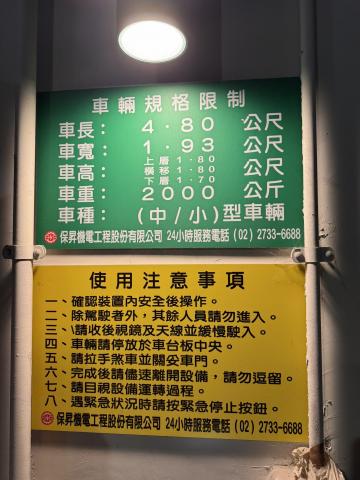 車輛規格限制
車長： 4.80 公尺
車寬： 1.93 公尺
車高： 上層1.80 橫移1.80 下層1.70 公尺
車重： 2000 公斤
車種： (中/小)型車輛
保昇機電工程股份有限公司 24小時服務電話 (02) 2733-6688
使用注意事項
一、確認裝置內安全後操作。
二、除駕駛者外，其餘人員請勿進入。
三、請收後視鏡及天線並緩慢駛入。
四、車輛請停放於車台板中央。
五、請拉手煞車並關妥車門。
六、完成後請儘速離開設備，請勿逗留。
七、請目視設備運轉過程。
八、遇緊急狀況時請按緊急停止按鈕。
保昇機電工程股份有限公司 24小時服務電話 (02) 2733-6688